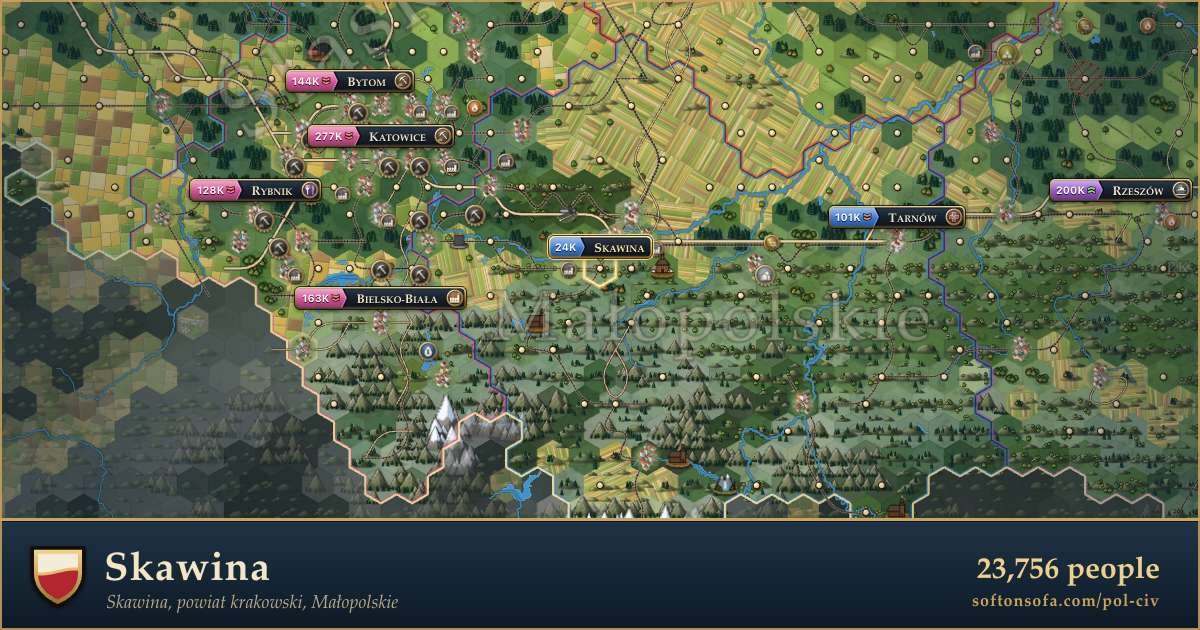 144K BYTOM
277K KATOWICE
128K RYBNIK
200K RZESZÓW
101K TARNÓW
24K SKAWINA
163K BIELSKO-BIAŁA
Małopolskie
Skawina
23,756 people
Skawina, powiat krakowski, Małopolskie
softonsofa.com/pol-civ